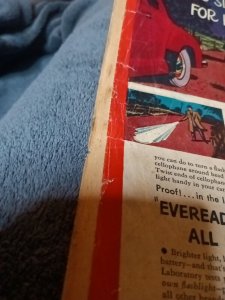 FOR
you can do to turn a
cellophane around head
Twist ends of cellophane
light handy in your car
Proof!...in the
"EVEREAD
ALL
● Brighter light,
battery—and that's
Laboratory tests
own flashlight
all other